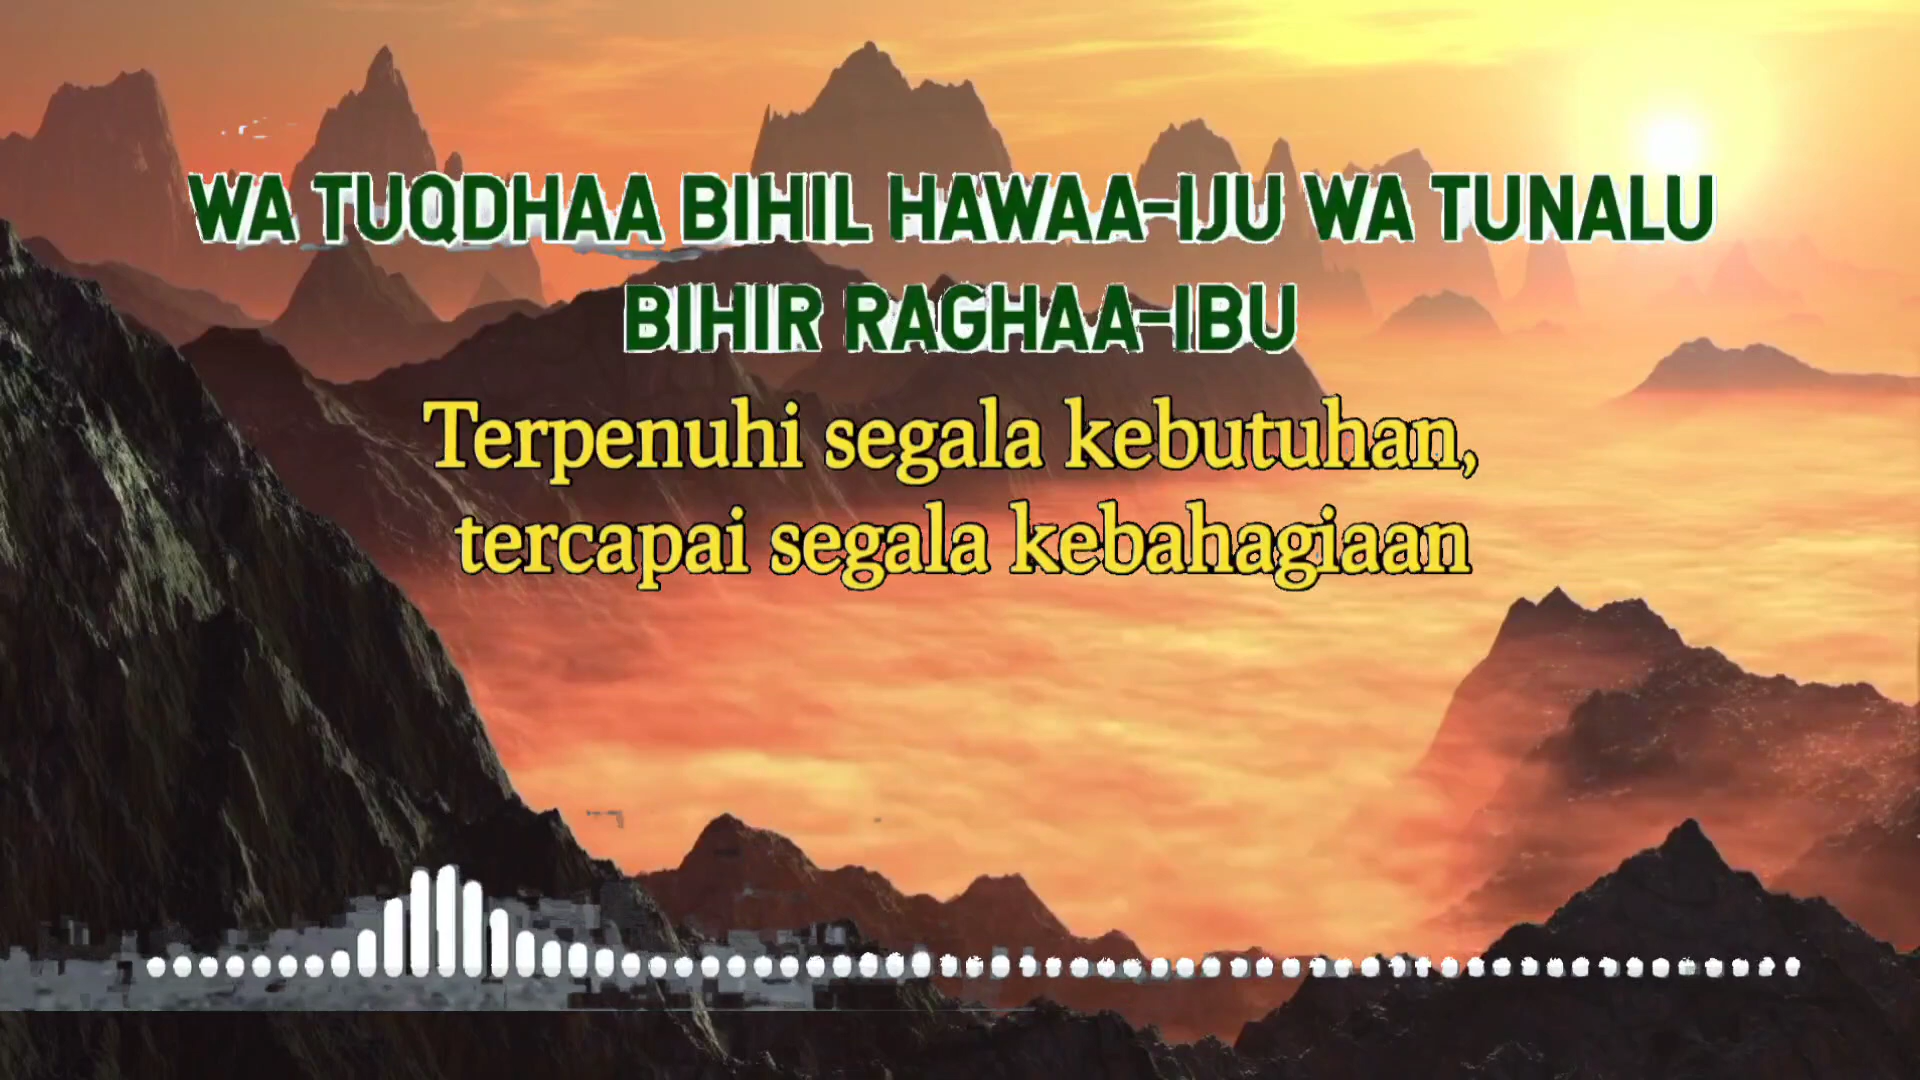 WA TUQDHAA BIHIL HAWAA-IJU WA TUNALU
BIHIR RAGHAA-IBU
Terpenuhi segala kebutuhan,
tercapai segala kebahagiaan